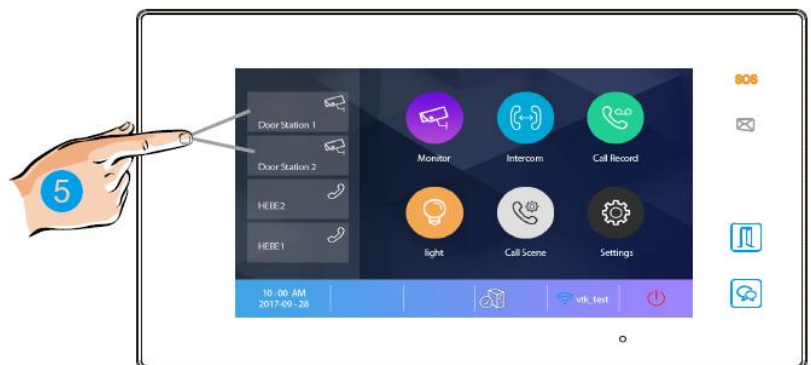 SOS
Door Station 1
Door Station 2
HEBE2
HEBE1
Monitor
Intercom
Call Record
light
Call Scene
Settings
10:00 AM
2017-09-28
vtk_test
5